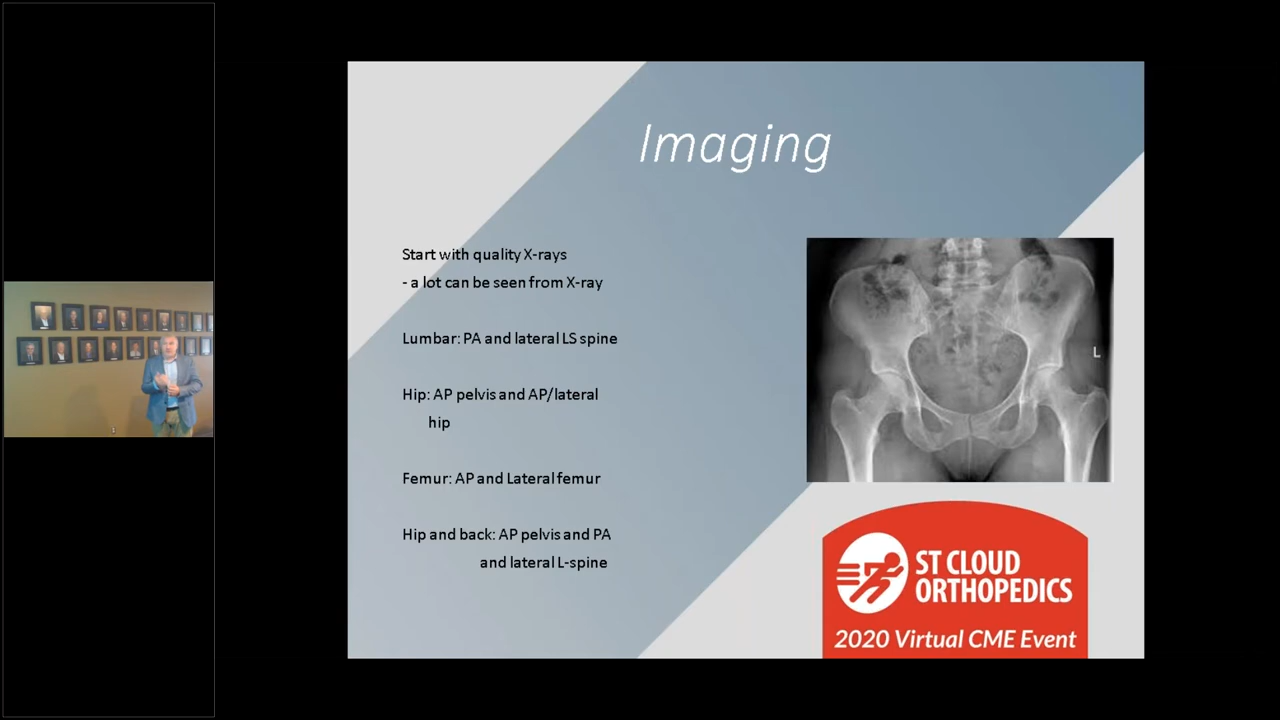 Imaging
Start with quality X-rays
- a lot can be seen from X-ray
Lumbar: PA and lateral LS spine
Hip: AP pelvis and AP/lateral
hip
Femur: AP and Lateral femur
Hip and back: AP pelvis and PA
and lateral L-spine
L
ST CLOUD
ORTHOPEDICS
2020 Virtual CME Event